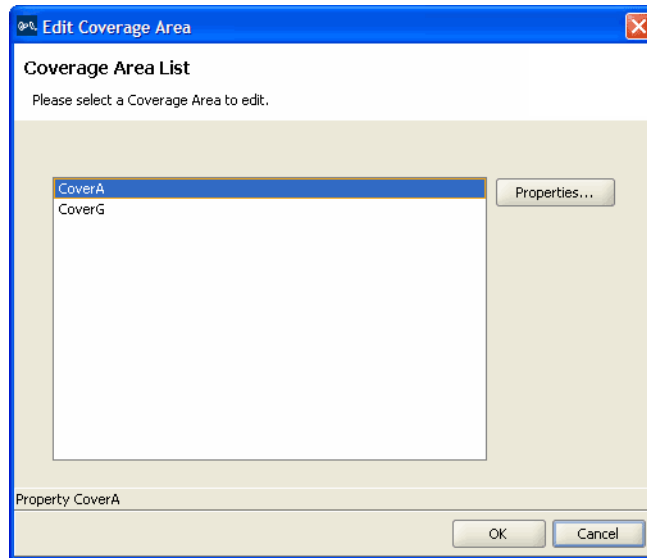 Edit Coverage Area
Coverage Area List
Please select a Coverage Area to edit.
CoverA
Properties...
CoverG
Property CoverA
OK
Cancel